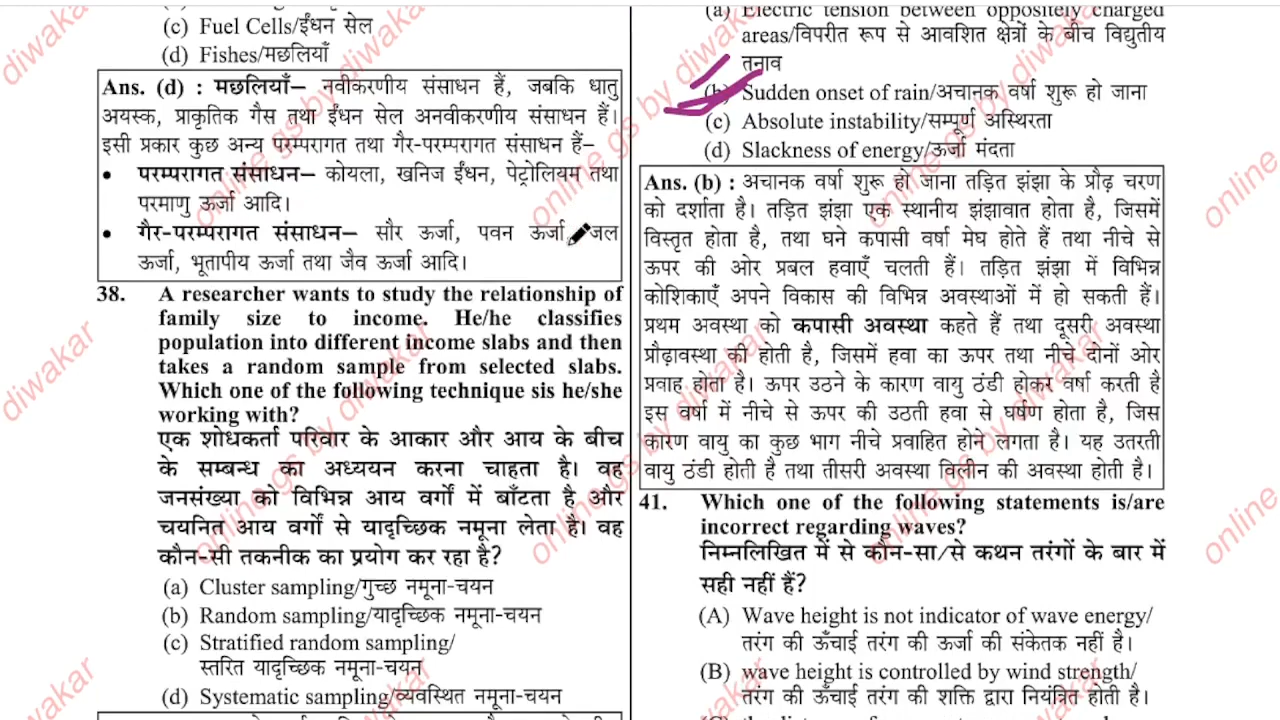 (c) Fuel Cells/ईंधन सेल
(d) Fishes/मछलियाँ
Ans. (d) : मछलियाँ– नवीकरणीय संसाधन हैं, जबकि धातु
अयस्क, प्राकृतिक गैस तथा ईंधन सेल अनवीकरणीय संसाधन हैं।
इसी प्रकार कुछ अन्य परम्परागत तथा गैर-परम्परागत संसाधन हैं–
• परम्परागत संसाधन– कोयला, खनिज ईंधन, पेट्रोलियम तथा
परमाणु ऊर्जा आदि।
• गैर-परम्परागत संसाधन– सौर ऊर्जा, पवन ऊर्जा जल
ऊर्जा, भूतापीय ऊर्जा तथा जैव ऊर्जा आदि।
38. A researcher wants to study the relationship of
family size to income. He/he classifies
population into different income slabs and then
takes a random sample from selected slabs.
Which one of the following technique sis he/she
working with?
एक शोधकर्ता परिवार के आकार और आय के बीच
के सम्बन्ध का अध्ययन करना चाहता है। वह
जनसंख्या को विभिन्न आय वर्गों में बाँटता है और
चयनित आय वर्गों से यादृच्छिक नमूना लेता है। वह
कौन-सी तकनीक का प्रयोग कर रहा है?
(a) Cluster sampling/गुच्छ नमूना-चयन
(b) Random sampling/यादृच्छिक नमूना-चयन
(c) Stratified random sampling/
स्तरित यादृच्छिक नमूना-चयन
(d) Systematic sampling/व्यवस्थित नमूना-चयन
(a) Electric tension between oppositely charged
areas/विपरीत रूप से आवशित क्षेत्रों के बीच विद्युतीय
तनाव
(b) Sudden onset of rain/अचानक वर्षा शुरू हो जाना
(c) Absolute instability/सम्पूर्ण अस्थिरता
(d) Slackness of energy/ऊर्जा मंदता
Ans. (b) : अचानक वर्षा शुरू हो जाना तड़ित झंझा के प्रौढ़ चरण
को दर्शाता है। तड़ित झंझा एक स्थानीय झंझावात होता है, जिसमें
विस्तृत होता है, तथा घने कपासी वर्षा मेघ होते हैं तथा नीचे से
ऊपर की ओर प्रबल हवाएँ चलती हैं। तड़ित झंझा में विभिन्न
कोशिकाएँ अपने विकास की विभिन्न अवस्थाओं में हो सकती हैं।
प्रथम अवस्था को कपासी अवस्था कहते हैं तथा दूसरी अवस्था
प्रौढ़ावस्था की होती है, जिसमें हवा का ऊपर तथा नीचे दोनों ओर
प्रवाह होता है। ऊपर उठने के कारण वायु ठंडी होकर वर्षा करती है
इस वर्षा में नीचे से ऊपर की उठती हवा से घर्षण होता है, जिस
कारण वायु का कुछ भाग नीचे प्रवाहित होने लगता है। यह उतरती
वायु ठंडी होती है तथा तीसरी अवस्था विलीन की अवस्था होती है।
41. Which one of the following statements is/are
incorrect regarding waves?
निम्नलिखित में से कौन-सा/से कथन तरंगों के बार में
सही नहीं हैं?
(A) Wave height is not indicator of wave energy/
तरंग की ऊँचाई तरंग की ऊर्जा की संकेतक नहीं है।
(B) wave height is controlled by wind strength/
तरंग की ऊँचाई तरंग की शक्ति द्वारा नियंत्रित होती है।
online gs by diwakar